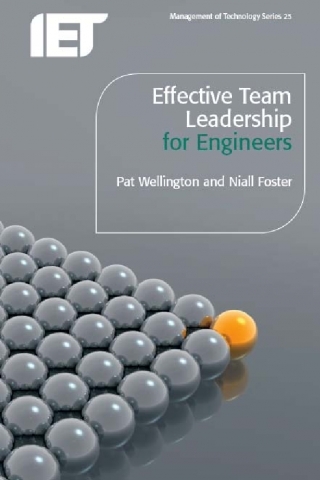 Management of Technology Series 25
IET
Effective Team
Leadership
for Engineers
Pat Wellington and Niall Foster